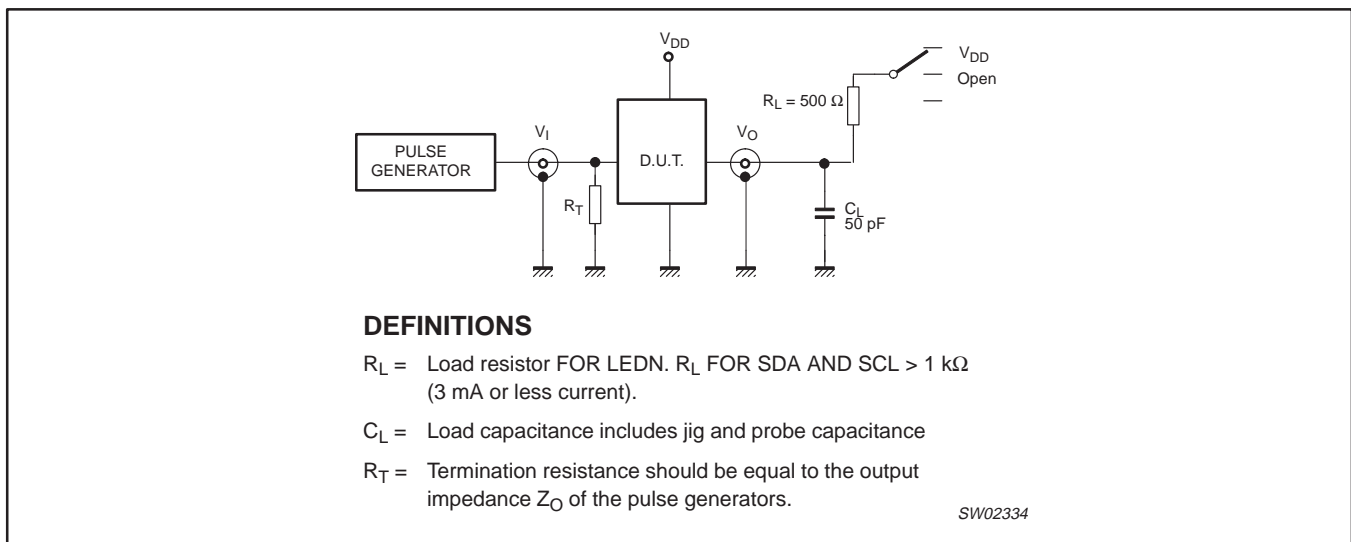 V_DD
V_DD
Open
R_L = 500 Ω
V_I
V_O
PULSE
GENERATOR
D.U.T.
R_T
C_L
50 pF
DEFINITIONS
R_L = Load resistor FOR LEDN. R_L FOR SDA AND SCL > 1 kΩ
(3 mA or less current).
C_L = Load capacitance includes jig and probe capacitance
R_T = Termination resistance should be equal to the output
impedance Z_O of the pulse generators.
SW02334